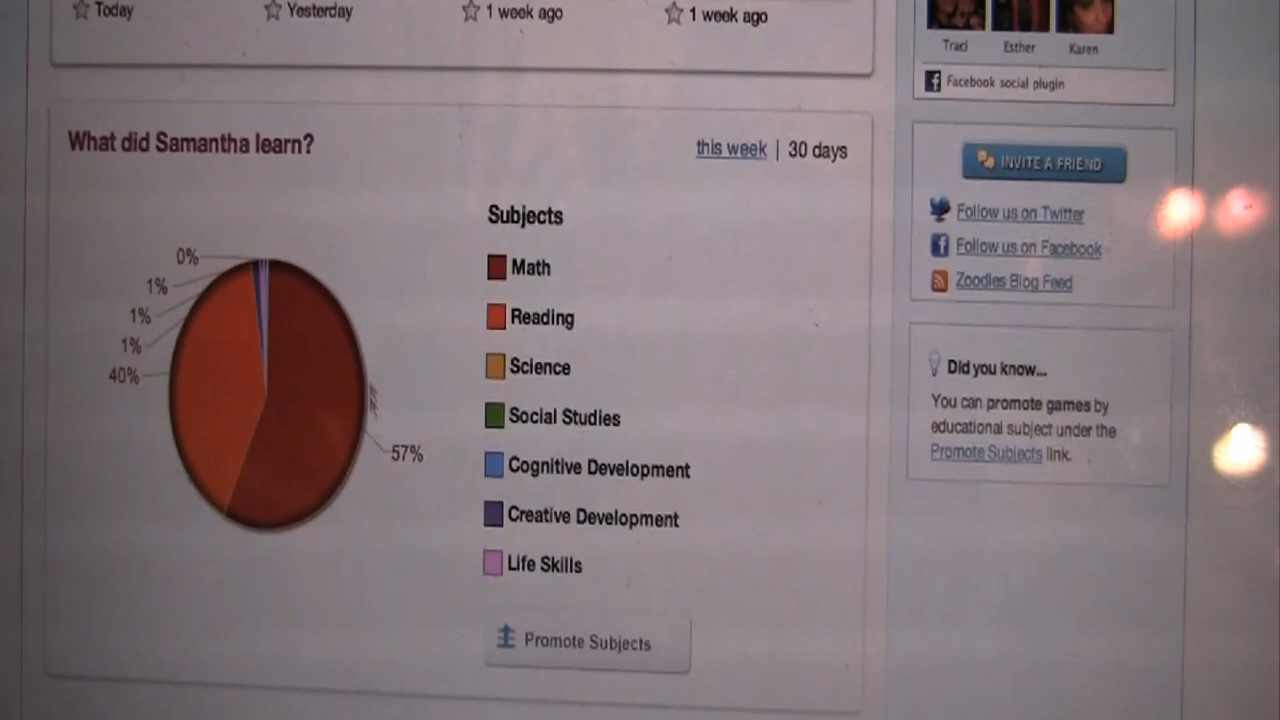 Today
Yesterday
1 week ago
1 week ago
Traci
Esther
Karen
Facebook social plugin
What did Samantha learn?
this week | 30 days
INVITE A FRIEND
Follow us on Twitter
Follow us on Facebook
Zoodles Blog Feed
Subjects
Math
Reading
Science
Social Studies
Cognitive Development
Creative Development
Life Skills
0%
1%
1%
1%
40%
57%
Promote Subjects
Did you know...
You can promote games by
educational subject under the
Promote Subjects link.